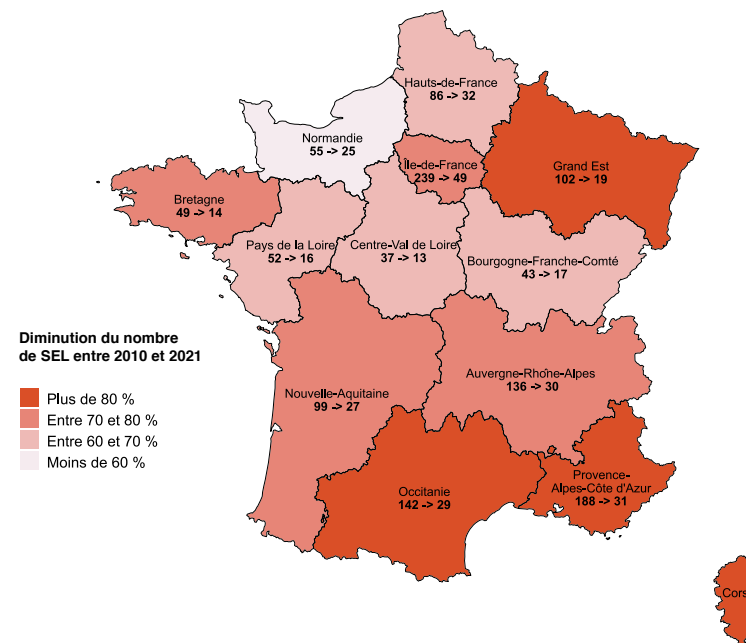 Hauts-de-France
86 -> 32
Normandie
55 -> 25
Île-de-France
239 -> 49
Grand Est
102 -> 19
Bretagne
49 -> 14
Pays de la Loire
52 -> 16
Centre-Val de Loire
37 -> 13
Bourgogne-Franche-Comté
43 -> 17
Diminution du nombre
de SEL entre 2010 et 2021
Plus de 80 %
Entre 70 et 80 %
Entre 60 et 70 %
Moins de 60 %
Nouvelle-Aquitaine
99 -> 27
Auvergne-Rhône-Alpes
136 -> 30
Occitanie
142 -> 29
Provence-
Alpes-Côte d'Azur
188 -> 31
Cors